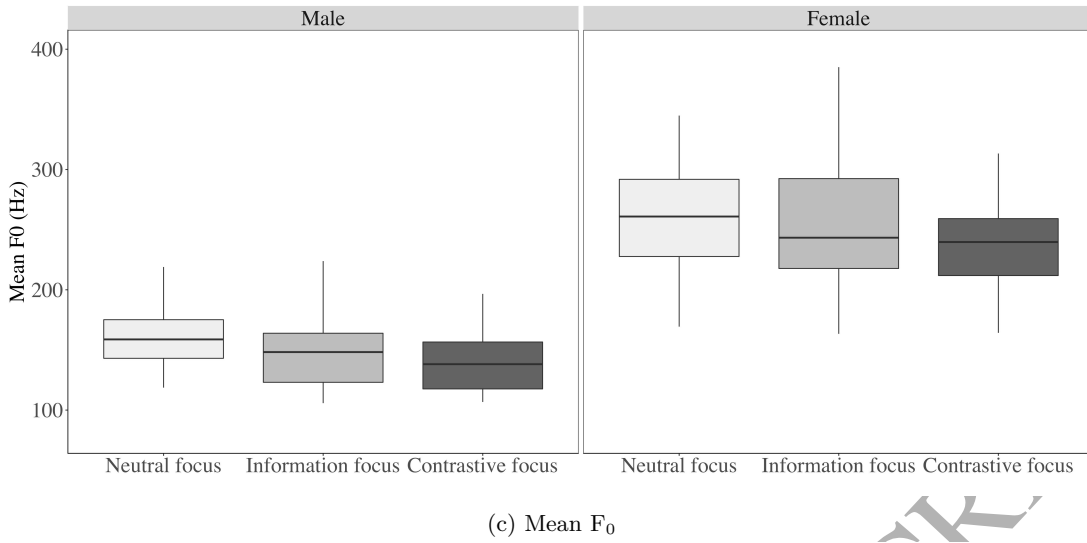 Male Female
400
300
200
100
Mean F0 (Hz)
Neutral focus Information focus Contrastive focus Neutral focus Information focus Contrastive focus
(c) Mean F₀